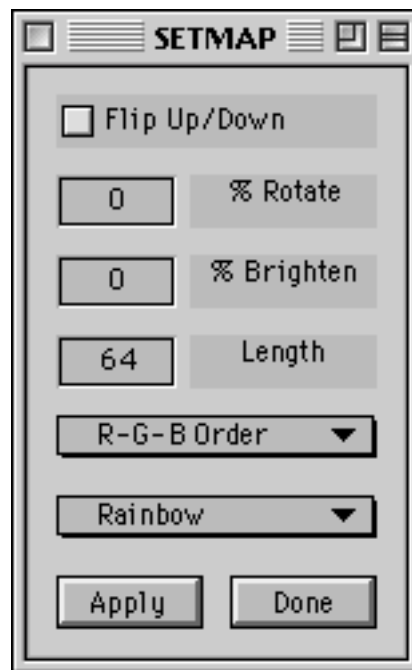 SETMAP
Flip Up/Down
0 % Rotate
0 % Brighten
64 Length
R-G-B Order
Rainbow
Apply Done